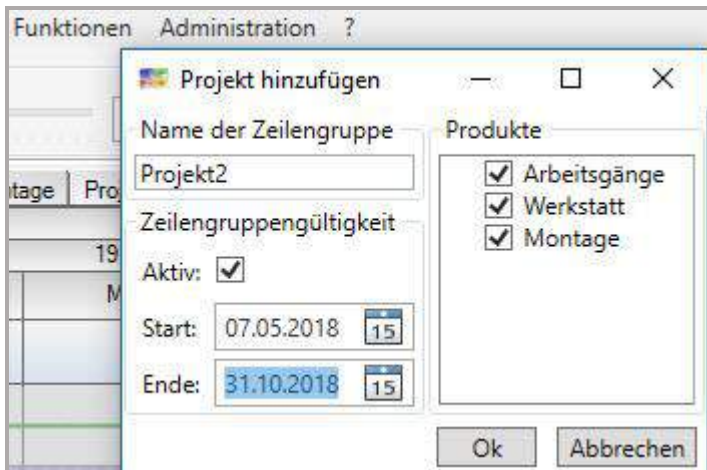 Funktionen Administration ?
Projekt hinzufügen
Name der Zeilengruppe
Projekt2
Zeilengruppengültigkeit
Aktiv:
Start: 07.05.2018 15
Ende: 31.10.2018 15
Produkte
Arbeitsgänge
Werkstatt
Montage
Ok Abbrechen
tage Pro
19
M